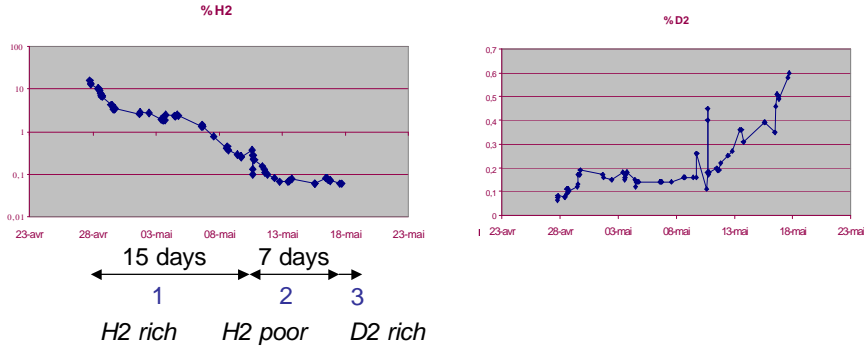 % H2
100
10
1
0,1
0,01
23-avr 28-avr 03-mai 08-mai 13-mai 18-mai 23-mai
15 days 7 days
1 2 3
H2 rich H2 poor D2 rich
% D2
0,7
0,6
0,5
0,4
0,3
0,2
0,1
0
23-avr 28-avr 03-mai 08-mai 13-mai 18-mai 23-mai